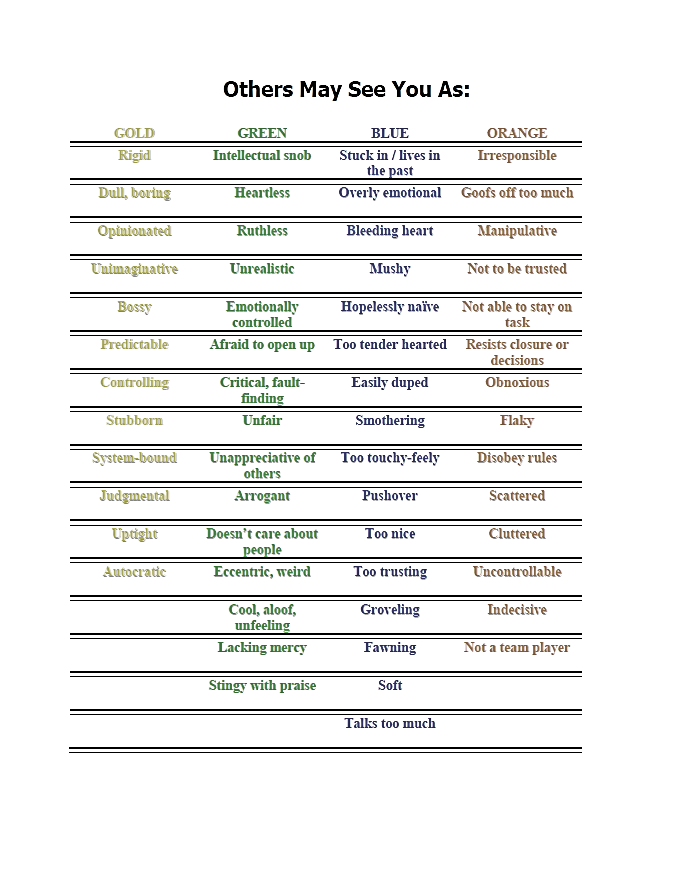 Others May See You As:
GOLD GREEN BLUE ORANGE
Rigid Intellectual snob Stuck in / lives in Irresponsible
the past
Dull, boring Heartless Overly emotional Goofs off too much
Opinionated Ruthless Bleeding heart Manipulative
Unimaginative Unrealistic Mushy Not to be trusted
Bossy Emotionally Hopelessly naïve Not able to stay on
controlled task
Predictable Afraid to open up Too tender hearted Resists closure or
decisions
Controlling Critical, fault- Easily duped Obnoxious
finding
Stubborn Unfair Smothering Flaky
System-bound Unappreciative of Too touchy-feely Disobey rules
others
Judgmental Arrogant Pushover Scattered
Uptight Doesn’t care about Too nice Cluttered
people
Autocratic Eccentric, weird Too trusting Uncontrollable
Cool, aloof, Groveling Indecisive
unfeeling
Lacking mercy Fawning Not a team player
Stingy with praise Soft
Talks too much